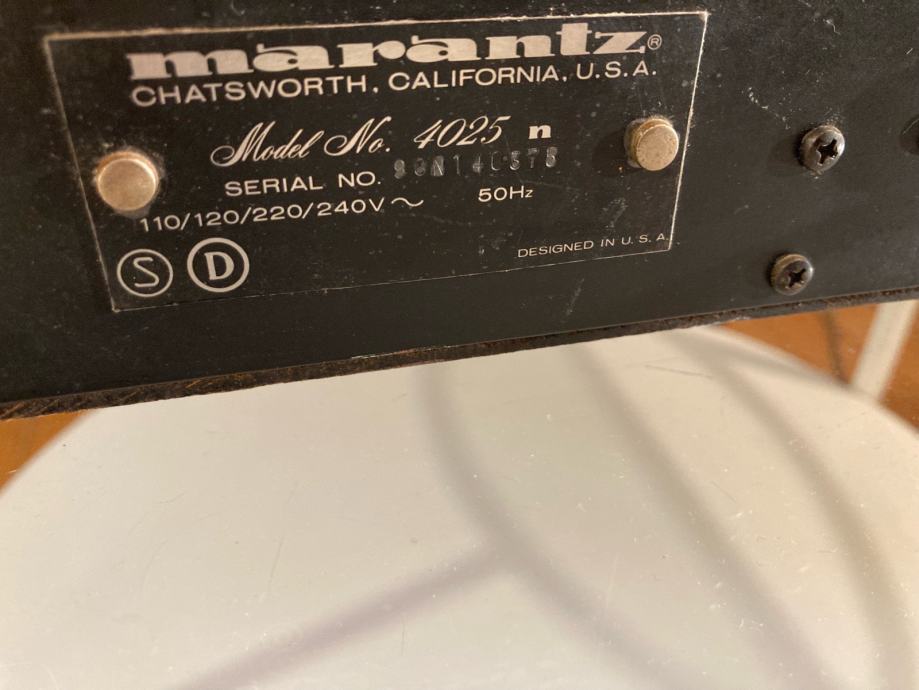 marantz®
CHATSWORTH, CALIFORNIA, U.S.A.
Model No. 4025 n
SERIAL NO.
110/120/220/240V～ 50Hz
S D
DESIGNED IN U.S.A.